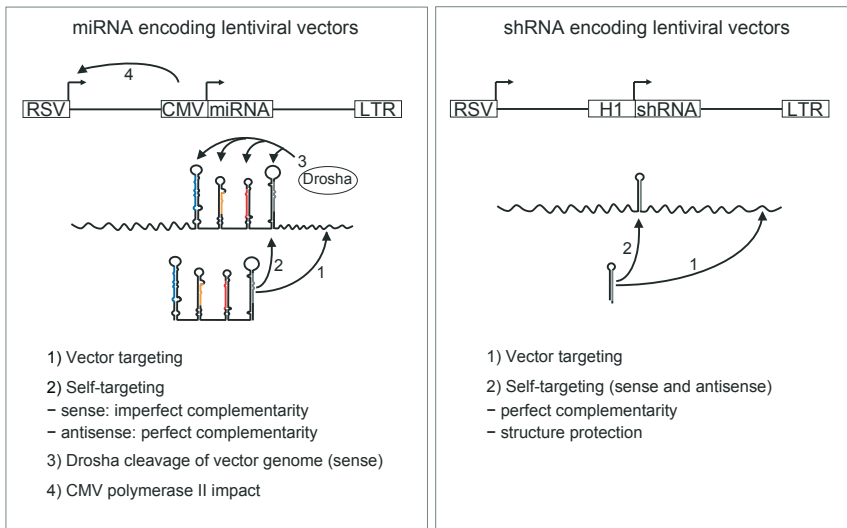 miRNA encoding lentiviral vectors
4
RSV
CMV
miRNA
LTR
3
Drosha
2
1
1) Vector targeting
2) Self-targeting
– sense: imperfect complementarity
– antisense: perfect complementarity
3) Drosha cleavage of vector genome (sense)
4) CMV polymerase II impact
shRNA encoding lentiviral vectors
RSV
H1
shRNA
LTR
2
1
1) Vector targeting
2) Self-targeting (sense and antisense)
– perfect complementarity
– structure protection